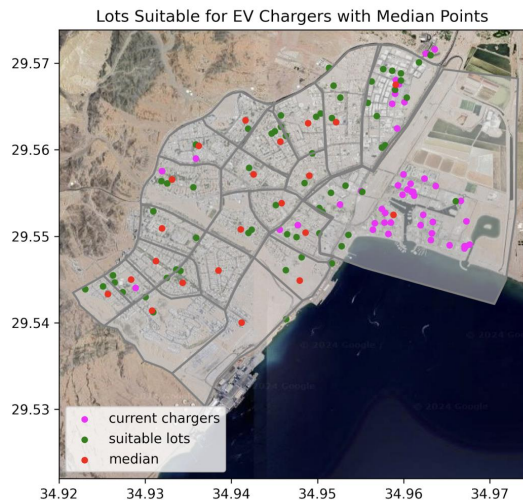 Lots Suitable for EV Chargers with Median Points
29.57
29.56
29.55
29.54
29.53
current chargers
suitable lots
median
34.92 34.93 34.94 34.95 34.96 34.97